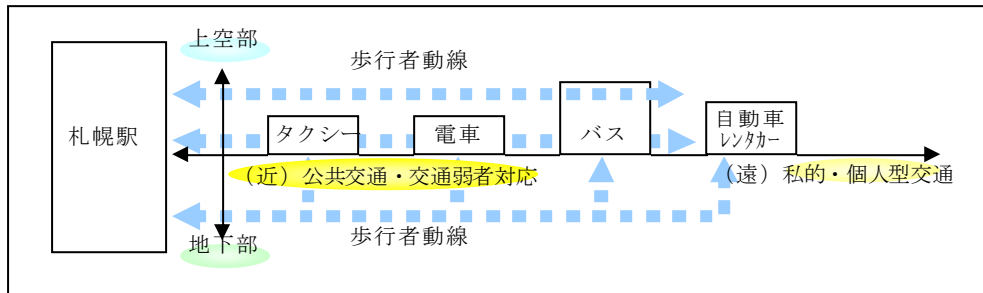 上空部
歩行者動線
札幌駅
タクシー
電車
バス
自動車
レンタカー
（近）公共交通・交通弱者対応
（遠）私的・個人型交通
地下部
歩行者動線